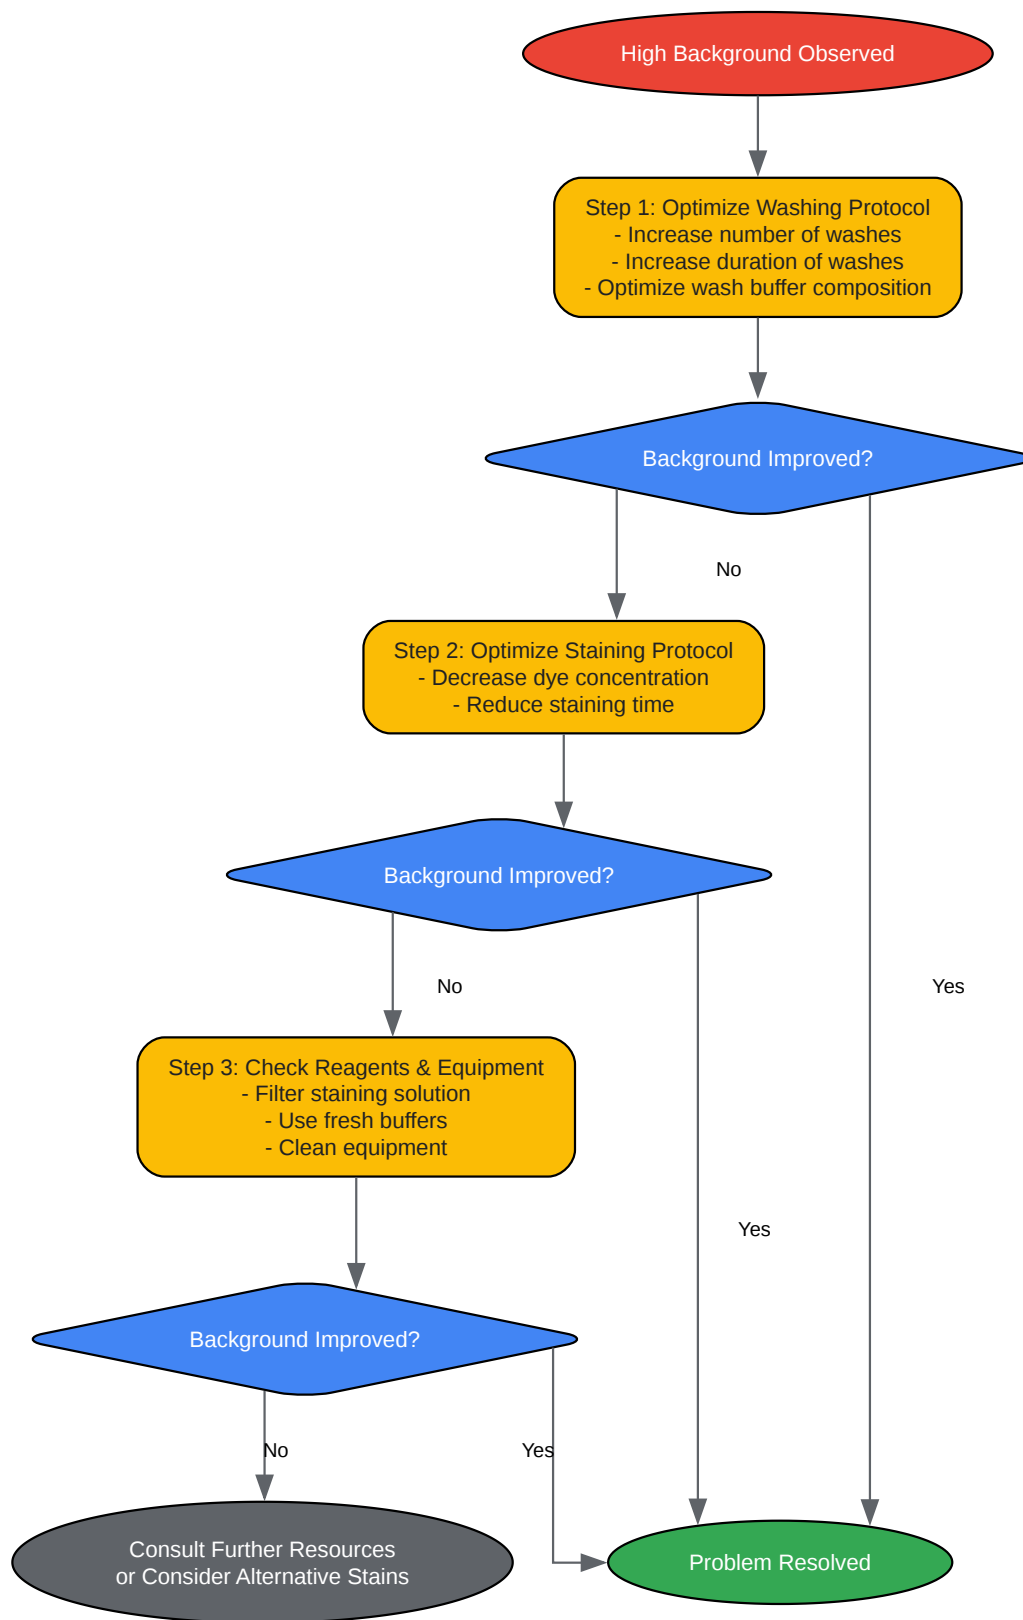 High Background Observed
Step 1: Optimize Washing Protocol
- Increase number of washes
- Increase duration of washes
- Optimize wash buffer composition
Background Improved?
No
Step 2: Optimize Staining Protocol
- Decrease dye concentration
- Reduce staining time
Background Improved?
No
Yes
Step 3: Check Reagents & Equipment
- Filter staining solution
- Use fresh buffers
- Clean equipment
Yes
Background Improved?
No
Yes
Consult Further Resources
or Consider Alternative Stains
Problem Resolved